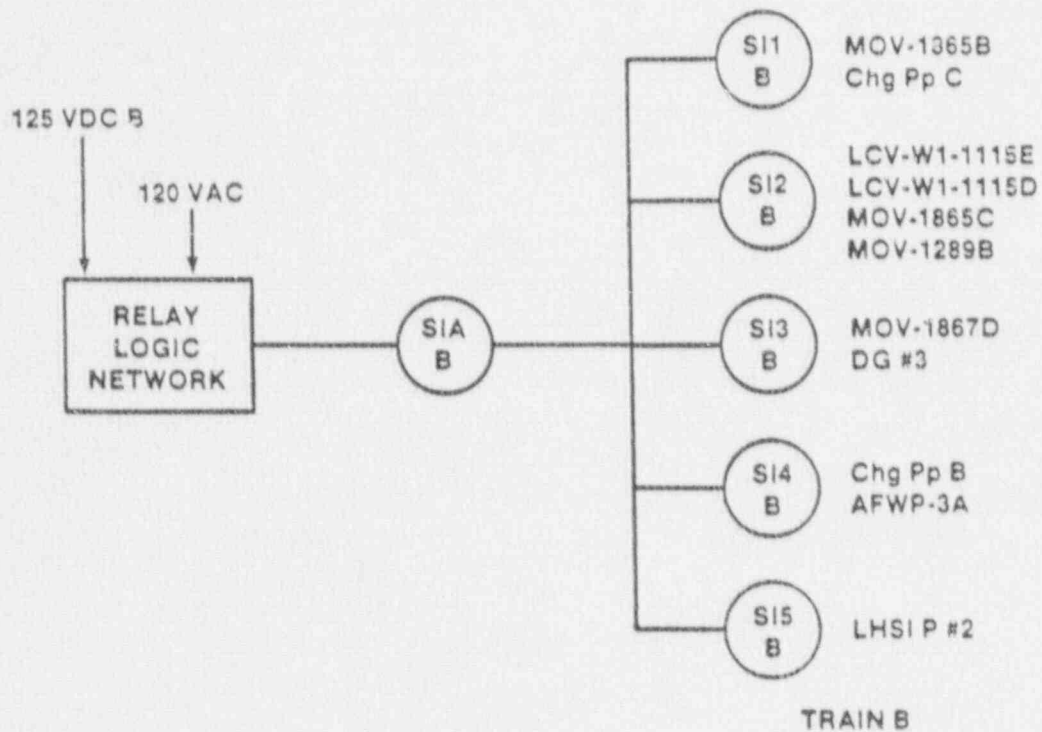 125 VDC B
120 VAC
RELAY
LOGIC
NETWORK
SIA
B
SI1
B
MOV-1365B
Chg Pp C
SI2
B
LCV-W1-1115E
LCV-W1-1115D
MOV-1865C
MOV-1289B
SI3
B
MOV-1867D
DG #3
SI4
B
Chg Pp B
AFWP-3A
SI5
B
LHSI P #2
TRAIN B